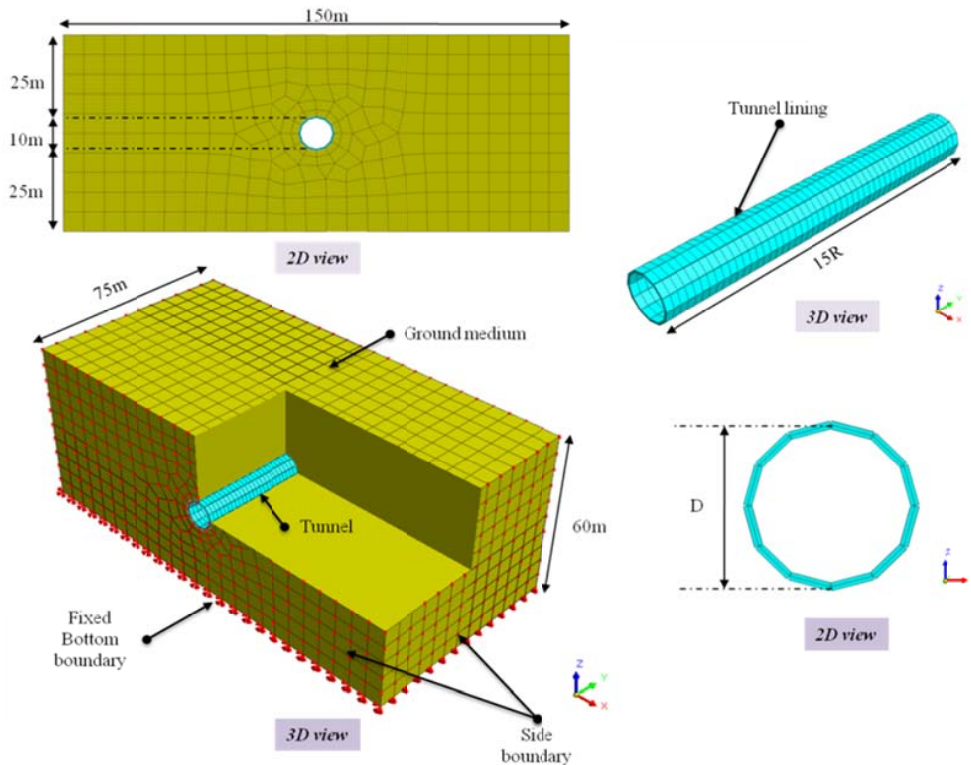 150m
25m
10m
25m
2D view
Tunnel lining
15R
Z
Y
X
3D view
75m
Ground medium
60m
Tunnel
Fixed
Bottom
boundary
Z
Y
X
3D view
Side
boundary
D
Z
2D view